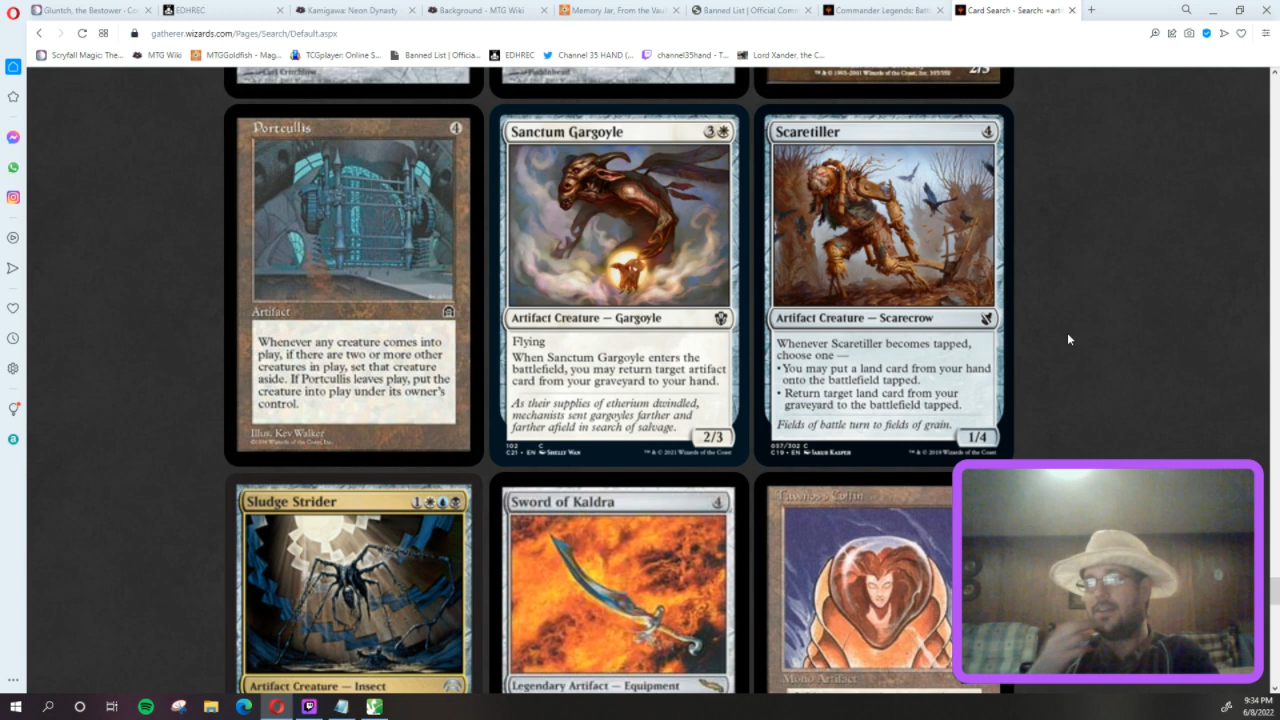 Gluntch, the Bestower • Co
EDHREC
Kamigawa: Neon Dynasty
Background - MTG Wiki
Memory Jar, From the Vau
Banned List | Official Com
Commander Legends: Batt
Card Search - Search: +art
gatherer.wizards.com/Pages/Search/Default.aspx
Scryfall Magic: The...
MTG Wiki
MTGGoldfish - Mag...
TCGplayer: Online S...
Banned List | Officia...
EDHREC
Channel 35 HAND (...
channel35hand - T...
Lord Xander, the C...
2/3
Portcullis 4
Artifact
Whenever any creature comes into
play, if there are two or more other
creatures in play, set that creature
aside. If Portcullis leaves play, put the
creature into play under its owner's
control.
Illus. Kev Walker
Sanctum Gargoyle 3
Artifact Creature — Gargoyle
Flying
When Sanctum Gargoyle enters the
battlefield, you may return target artifact
card from your graveyard to your hand.
As their supplies of etherium dwindled,
mechanists sent gargoyles farther and
farther afield in search of salvage.
2/3
102 C
C21 • EN Shelly Wan
™ & © 2021 Wizards of the Coast
Scaretiller 4
Artifact Creature — Scarecrow
Whenever Scaretiller becomes tapped,
choose one —
• You may put a land card from your hand
onto the battlefield tapped.
• Return target land card from your
graveyard to the battlefield tapped.
Fields of battle turn to fields of grain.
1/4
057/302 C
C19 • EN Jakub Kasper
™ & © 2019 Wizards of the Coast
Sludge Strider 1
Artifact Creature — Insect
Sword of Kaldra 4
Legendary Artifact — Equipment
Tawnos's Coffin
Mono Artifact
9:34 PM
6/8/2022